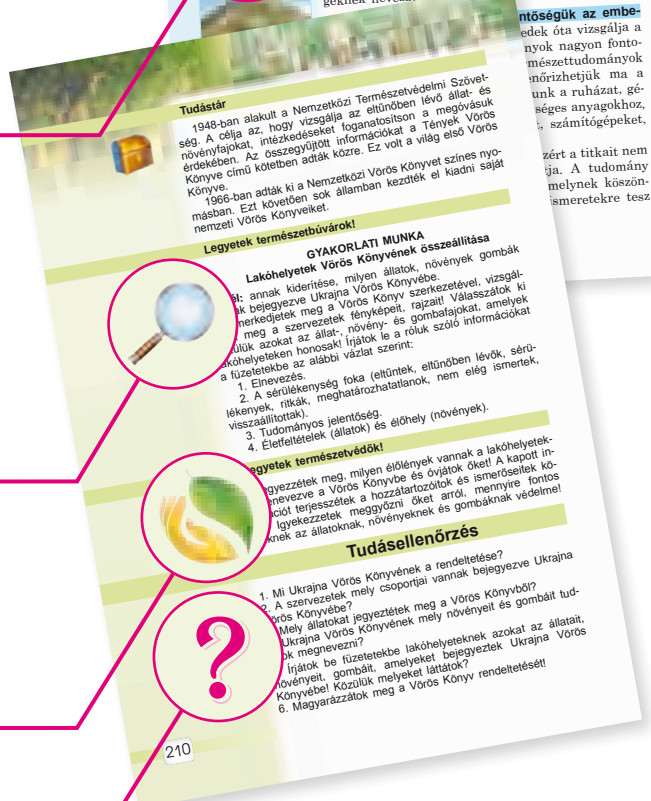 ntőségük az embe-
edek óta vizsgálja a
nyok nagyon fonto-
mészettudományok
enőrizhetjük ma a
unk a ruházat, gé-
séges anyagokhoz,
számítógépeket,
zért a titkait nem
ja. A tudomány
melynek köszön-
ismeretekre tesz
Tudástár
1948-ban alakult a Nemzetközi Természetvédelmi Szövet-
ség. A célja az, hogy vizsgálja az eltűnőben lévő állat- és
növényfajokat, intézkedéseket foganatosítson a megóvásuk
érdekében. Az összegyűjtött információkat a Tények Vörös
Könyve című kötetben adták közre. Ez volt a világ első Vörös
Könyve.
1966-ban adták ki a Nemzetközi Vörös Könyvet színes nyo-
másban. Ezt követően sok államban kezdték el kiadni saját
nemzeti Vörös Könyveiket.
Legyetek természetbúvárok!
GYAKORLATI MUNKA
Lakóhelyetek Vörös Könyvének összeállítása
él: annak kiderítése, milyen állatok, növények gombák
k bejegyezve Ukrajna Vörös Könyvébe.
merkedjetek meg a Vörös Könyv szerkezetével, vizsgál-
meg a szervezetek fényképeit, rajzait! Válasszátok ki
ülük azokat az állat-, növény- és gombafajokat, amelyek
kóhelyeteken honosak! Írjátok le a róluk szóló információkat
a füzetetekbe az alábbi vázlat szerint:
1. Elnevezés.
2. A sérülékenység foka (eltűntek, eltűnőben lévők, sérü-
lékenyek, ritkák, meghatározhatatlanok, nem elég ismertek,
visszaállítottak).
3. Tudományos jelentőség.
4. Életfeltételek (állatok) és élőhely (növények).
egyetek természetvédők!
gyezzétek meg, milyen élőlények vannak a lakóhelyetek-
enevezve a Vörös Könyvbe és óvjátok őket! A kapott in-
ciót terjesszétek a hozzátartozóitok és ismerőseitek kö-
Igyekezzetek meggyőzni őket arról, mennyire fontos
knek az állatoknak, növényeknek és gombáknak védelme!
Tudásellenőrzés
1. Mi Ukrajna Vörös Könyvének a rendeltetése?
2. A szervezetek mely csoportjai vannak bejegyezve Ukrajna
örös Könyvébe?
Mely állatokat jegyeztétek meg a Vörös Könyvből?
Ukrajna Vörös Könyvének mely növényeit és gombáit tud-
ok megnevezni?
Írjátok be füzetetekbe lakóhelyeteknek azokat az állatait,
növényeit, gombáit, amelyeket bejegyeztek Ukrajna Vörös
Könyvébe! Közülük melyeket láttátok?
6. Magyarázzátok meg a Vörös Könyv rendeltetését!
?
210